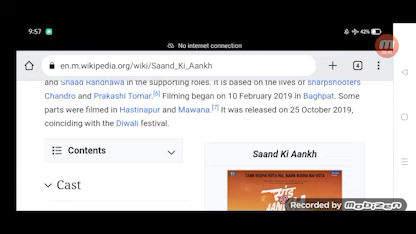 9:57
42%
No internet connection
en.m.wikipedia.org/wiki/Saand_Ki_Aankh
4
and Shaad Randhawa in the supporting roles. It is based on the lives of sharpshooters
Chandro and Prakashi Tomar.[6] Filming began on 10 February 2019 in Baghpat. Some
parts were filmed in Hastinapur and Mawana.[7] It was released on 25 October 2019,
coinciding with the Diwali festival.
Contents
Saand Ki Aankh
Cast
Recorded by MOBIZEN